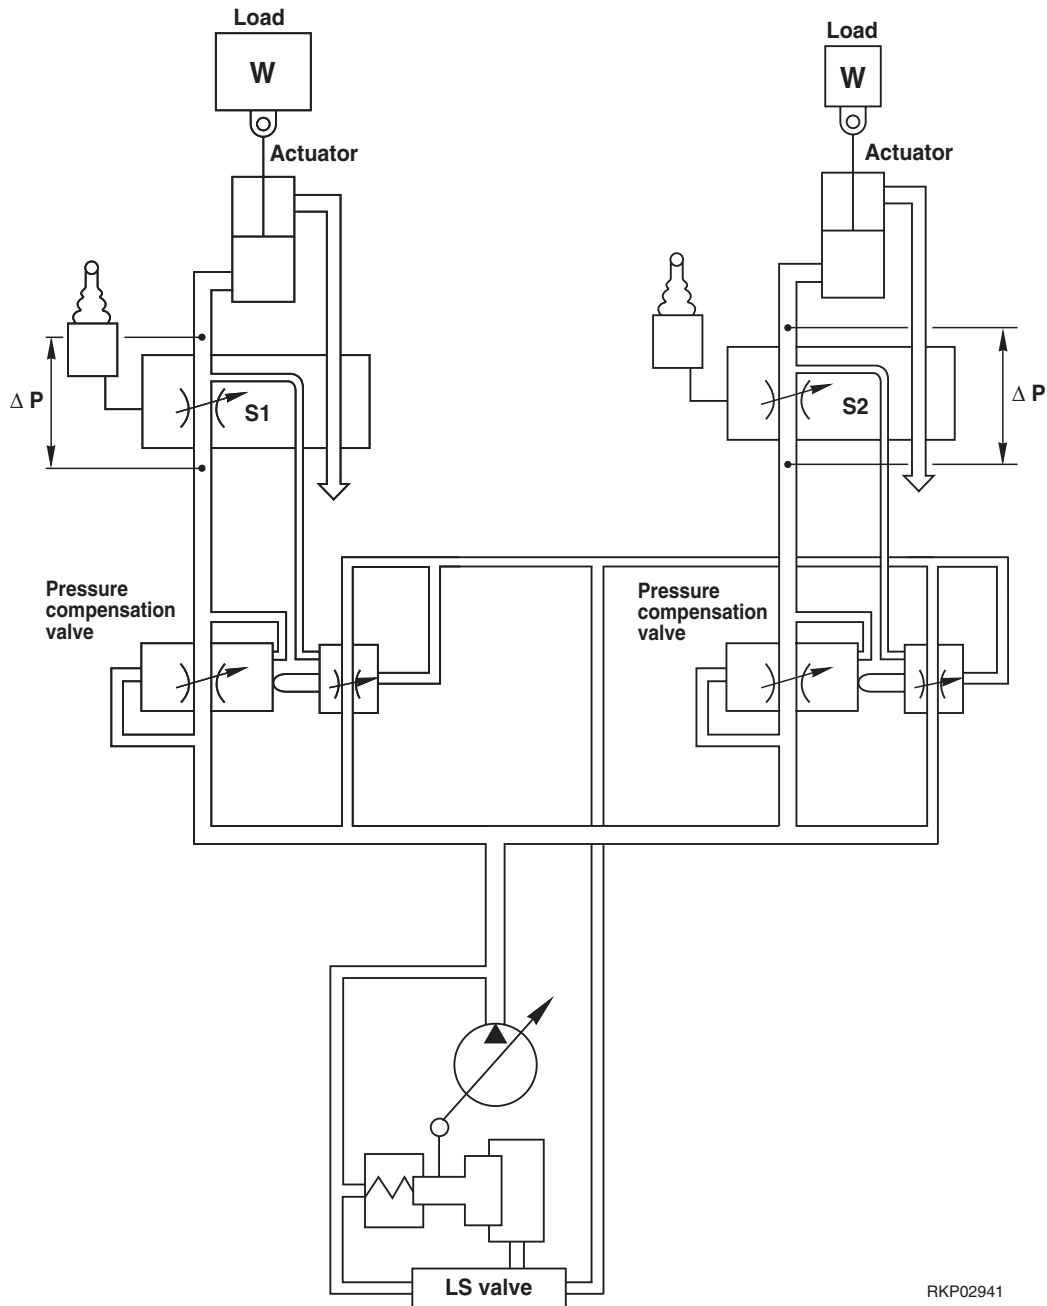 Load
W
Actuator
Load
W
Actuator
Δ P
S1
S2
Δ P
Pressure
compensation
valve
Pressure
compensation
valve
LS valve
RKP02941